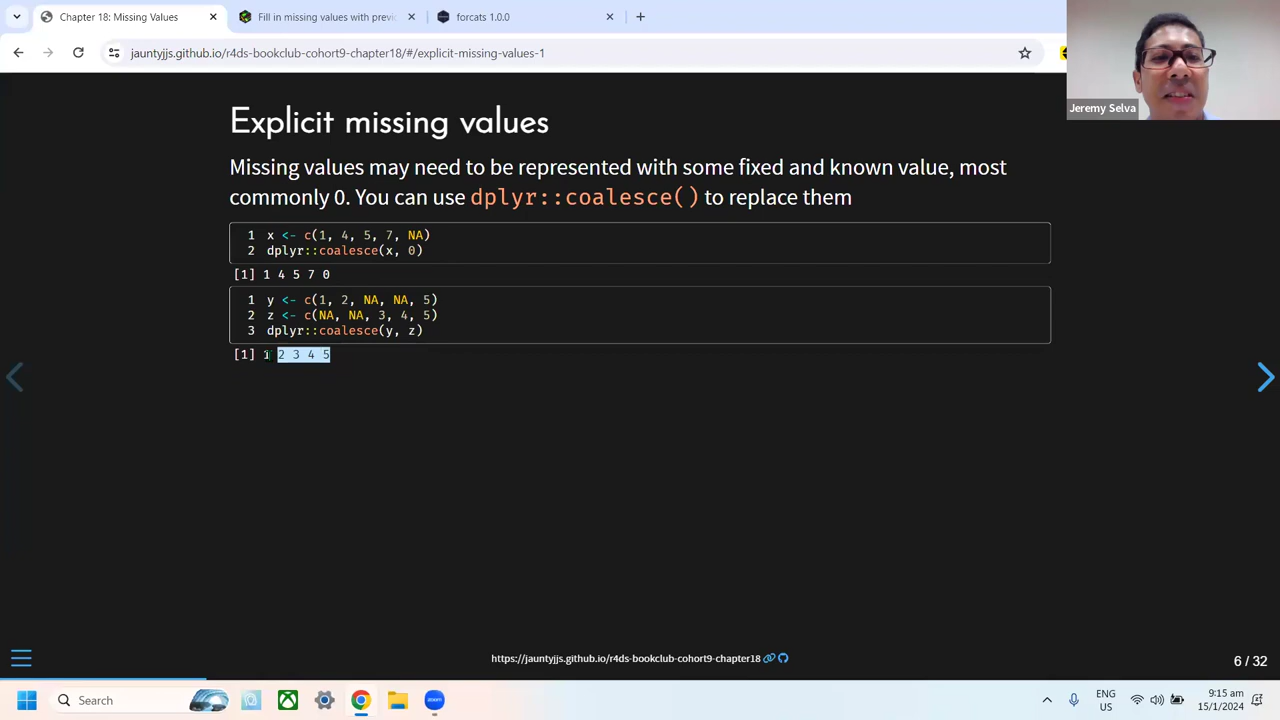 Chapter 18: Missing Values
Fill in missing values with previ
forcats 1.0.0
jauntyjjs.github.io/r4ds-bookclub-cohort9-chapter18/#/explicit-missing-values-1
Jeremy Selva
Explicit missing values
Missing values may need to be represented with some fixed and known value, most
commonly 0. You can use dplyr::coalesce() to replace them
1 x <- c(1, 4, 5, 7, NA)
2 dplyr::coalesce(x, 0)
[1] 1 4 5 7 0
1 y <- c(1, 2, NA, NA, 5)
2 z <- c(NA, NA, 3, 4, 5)
3 dplyr::coalesce(y, z)
[1] 1 2 3 4 5
https://jauntyjjs.github.io/r4ds-bookclub-cohort9-chapter18
6 / 32
Search
zoom
ENG
US
9:15 am
15/1/2024